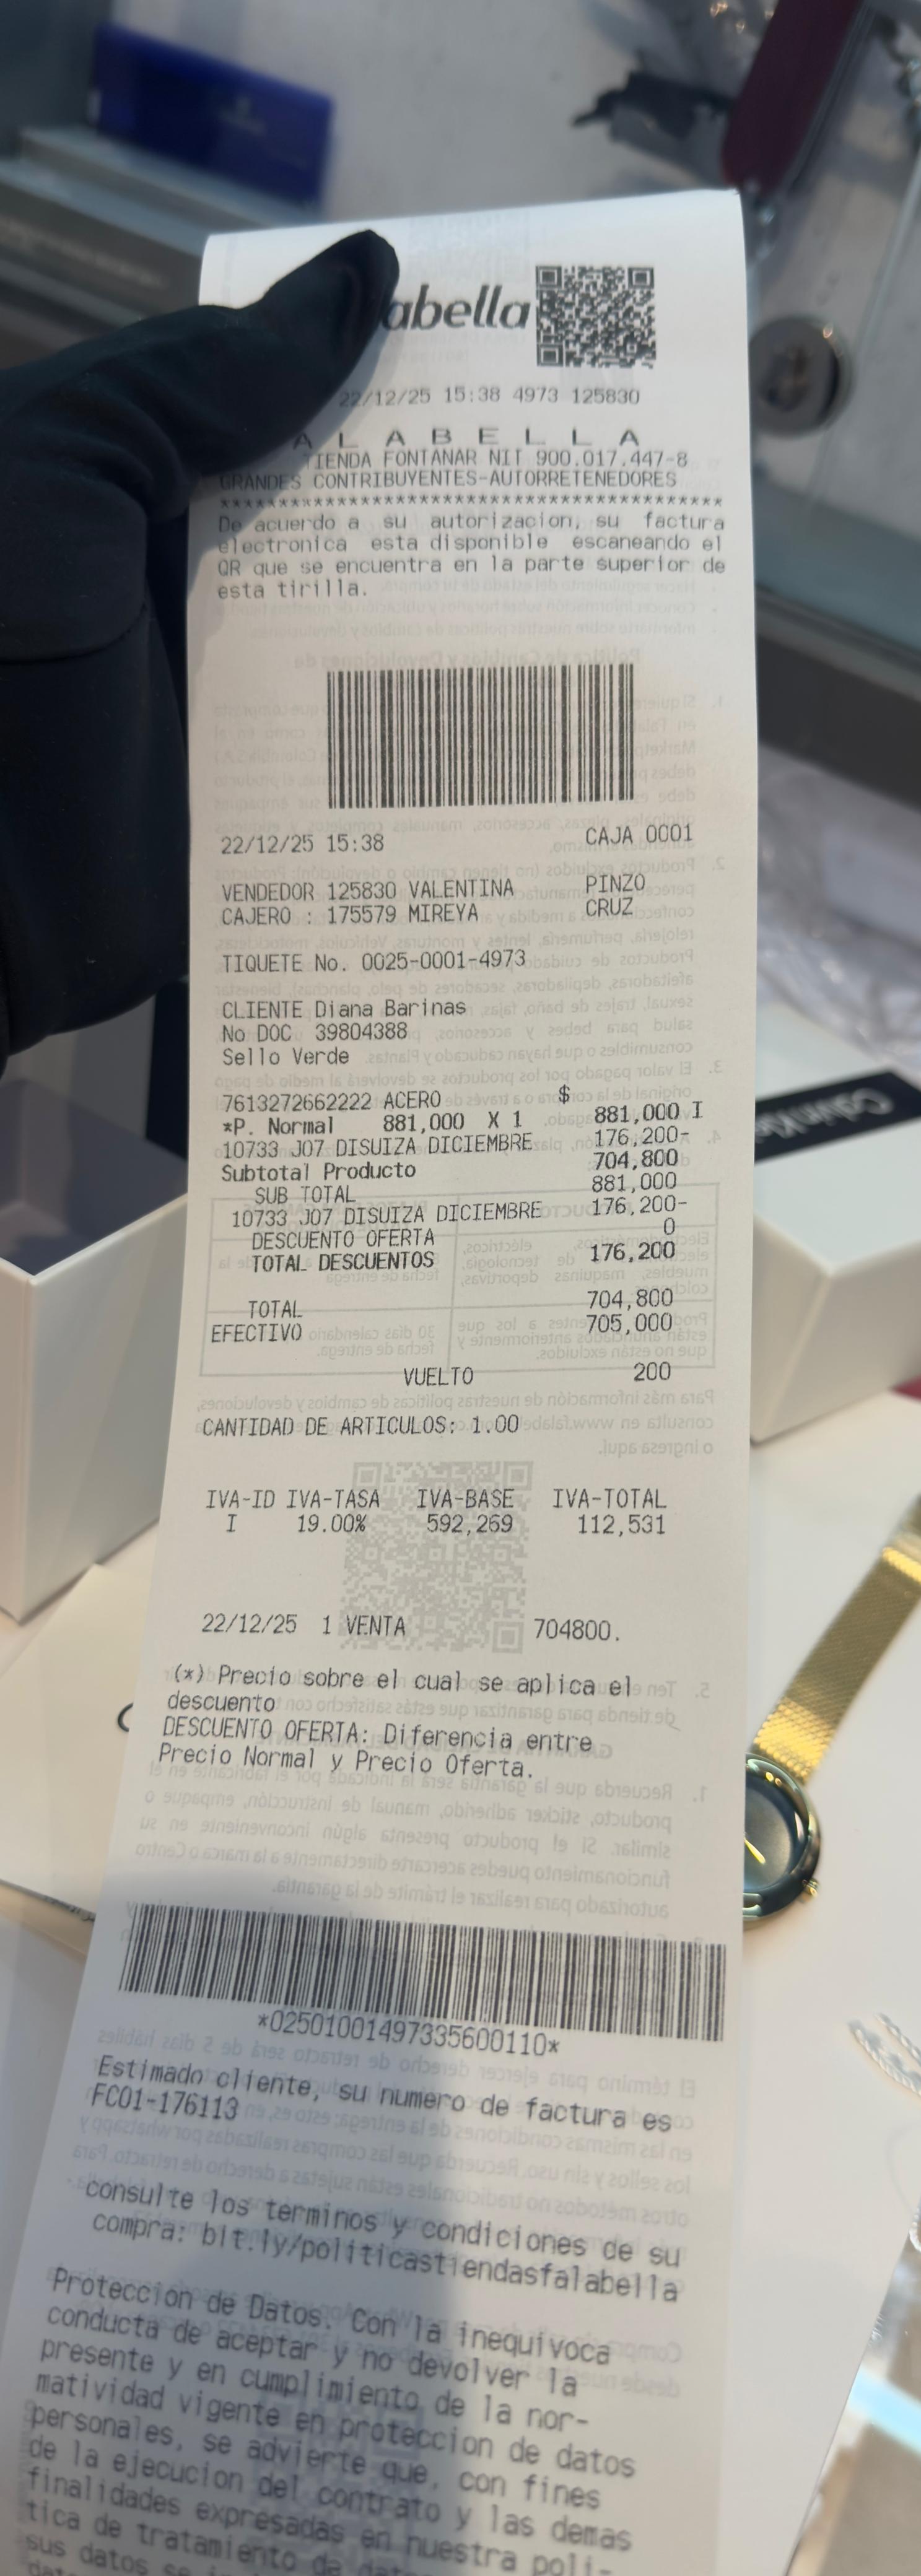 abella
22/12/25 15:38 4973 125830
A L A B E L L A
TIENDA FONTANAR NIT 900.017.447-8
GRANDES CONTRIBUYENTES-AUTORRETENEDORES
******************************************
De acuerdo a su autorizacion, su factura
electronica esta disponible escaneando el
QR que se encuentra en la parte superior de
esta tirilla.
22/12/25 15:38 CAJA 0001
VENDEDOR 125830 VALENTINA PINZO
CAJERO : 175579 MIREYA CRUZ
TIQUETE No. 0025-0001-4973
CLIENTE Diana Barinas
No DOC 39804388
Sello Verde
7613272662222 ACERO $
*P. Normal 881,000 X 1 881,000 I
10733 J07 DISUIZA DICIEMBRE 176,200-
Subtotal Producto 704,800
SUB TOTAL 881,000
10733 J07 DISUIZA DICIEMBRE 176,200-
DESCUENTO OFERTA 0
TOTAL DESCUENTOS 176,200
TOTAL 704,800
EFECTIVO 705,000
VUELTO 200
CANTIDAD DE ARTICULOS: 1.00
IVA-ID IVA-TASA IVA-BASE IVA-TOTAL
I 19.00% 592,269 112,531
22/12/25 1 VENTA 704800.
(*) Precio sobre el cual se aplica el
descuento
DESCUENTO OFERTA: Diferencia entre
Precio Normal y Precio Oferta.
*02501001497335600110*
Estimado cliente, su numero de factura es
FC01-176113
consulte los terminos y condiciones de su
compra: bit.ly/politicastiendasfalabella
Proteccion de Datos. Con la inequivoca
conducta de aceptar y no devolver la
presente y en cumplimiento de la nor-
matividad vigente en proteccion de datos
personales, se advierte que, con fines
de la ejecucion del contrato y las demas
finalidades expresadas en nuestra poli-
tica de tratamiento de
sus datos se